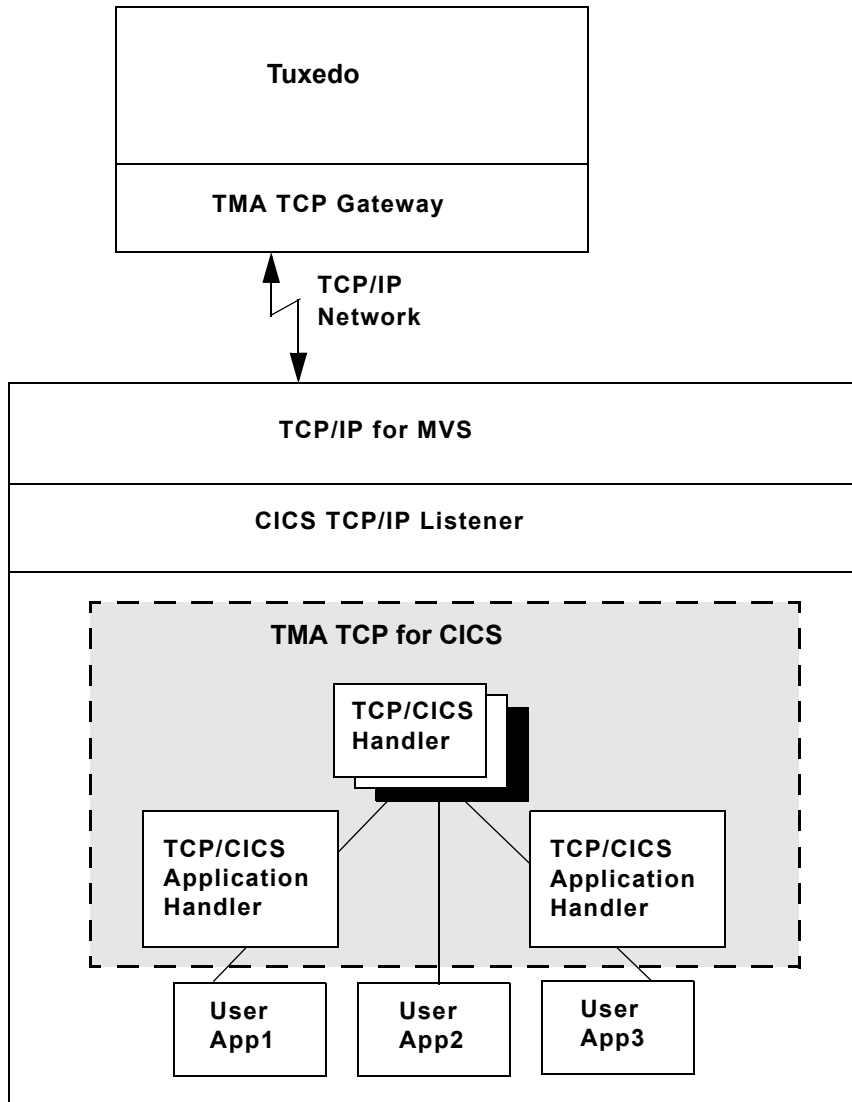 Tuxedo
TMA TCP Gateway
TCP/IP
Network
TCP/IP for MVS
CICS TCP/IP Listener
TMA TCP for CICS
TCP/CICS
Handler
TCP/CICS
Application
Handler
TCP/CICS
Application
Handler
User
App1
User
App2
User
App3